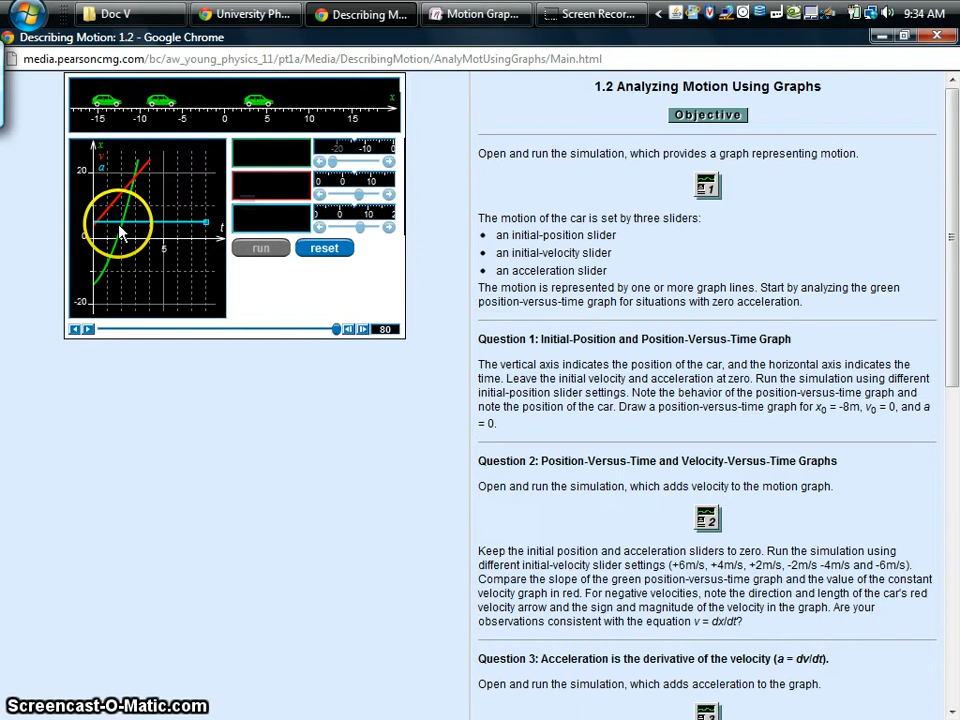 Doc V
University Ph...
Describing M...
Motion Grap...
Screen Recor...
9:34 AM
Describing Motion: 1.2 - Google Chrome
media.pearsoncmg.com/bc/aw_young_physics_11/pt1a/Media/DescribingMotion/AnalyMotUsingGraphs/Main.html
x
-15 -10 -5 0 5 10 15
x
v
a
20
0
5
t
-20
-20 -10 0
0 10
0 10 2
run reset
80
1.2 Analyzing Motion Using Graphs
Objective
Open and run the simulation, which provides a graph representing motion.
1
The motion of the car is set by three sliders:
• an initial-position slider
• an initial-velocity slider
• an acceleration slider
The motion is represented by one or more graph lines. Start by analyzing the green
position-versus-time graph for situations with zero acceleration.
Question 1: Initial-Position and Position-Versus-Time Graph
The vertical axis indicates the position of the car, and the horizontal axis indicates the
time. Leave the initial velocity and acceleration at zero. Run the simulation using different
initial-position slider settings. Note the behavior of the position-versus-time graph and
note the position of the car. Draw a position-versus-time graph for x0 = -8m, v0 = 0, and a
= 0.
Question 2: Position-Versus-Time and Velocity-Versus-Time Graphs
Open and run the simulation, which adds velocity to the motion graph.
2
Keep the initial position and acceleration sliders to zero. Run the simulation using
different initial-velocity slider settings (+6m/s, +4m/s, +2m/s, -2m/s -4m/s and -6m/s).
Compare the slope of the green position-versus-time graph and the value of the constant
velocity graph in red. For negative velocities, note the direction and length of the car's red
velocity arrow and the sign and magnitude of the velocity in the graph. Are your
observations consistent with the equation v = dx/dt?
Question 3: Acceleration is the derivative of the velocity (a = dv/dt).
Open and run the simulation, which adds acceleration to the graph.
Screencast-O-Matic.com